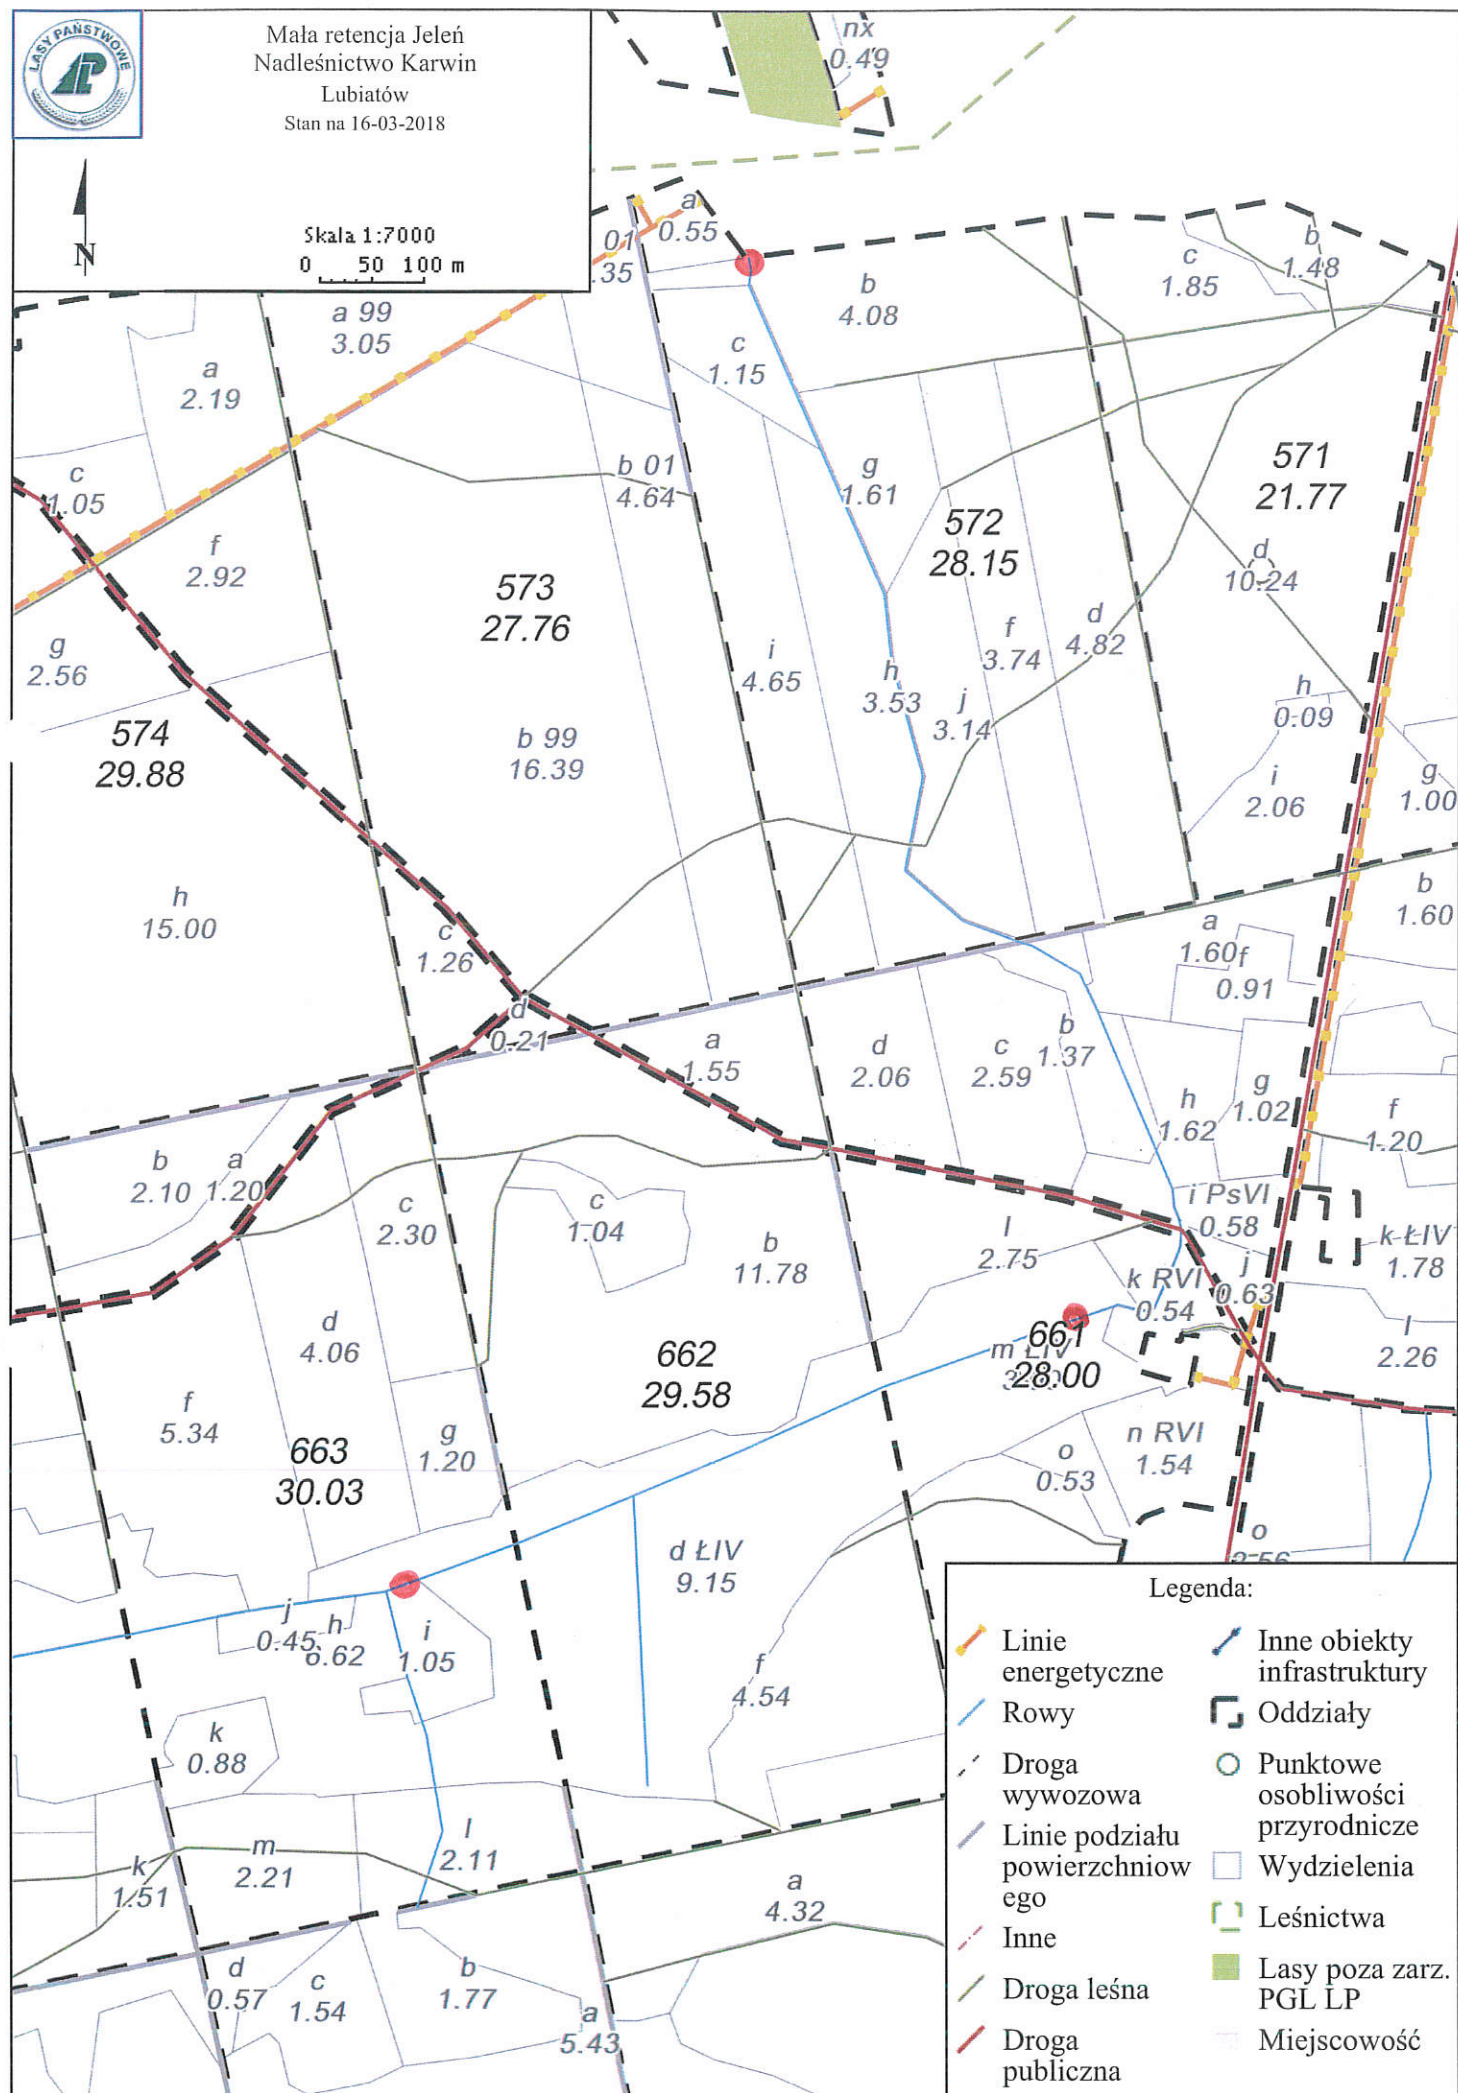 LASY PAŃSTWOWE
LP
Mała retencja Jeleń
Nadleśnictwo Karwin
Lubiatów
Stan na 16-03-2018
N
Skala 1:7000
0 50 100 m
nx
0.49
a
0.55
01
.35
b
4.08
c
1.85
b
1.48
a 99
3.05
a
2.19
c
1.15
c
1.05
b 01
4.64
g
1.61
571
21.77
572
28.15
f
2.92
573
27.76
d
10.24
g
2.56
i
4.65
h
3.53
f
3.74
d
4.82
j
3.14
h
0.09
574
29.88
b 99
16.39
i
2.06
g
1.00
h
15.00
c
1.26
a
1.60
b
1.60
f
0.91
d
0.21
a
1.55
d
2.06
c
2.59
b
1.37
h
1.62
g
1.02
f
1.20
b
2.10
a
1.20
c
2.30
c
1.04
b
11.78
l
2.75
i PsVI
0.58
k ŁIV
1.78
k RVI
0.54
j
0.63
d
4.06
662
29.58
661
28.00
m ŁIV
l
2.26
f
5.34
663
30.03
g
1.20
o
0.53
n RVI
1.54
d ŁIV
9.15
o
j
0.45
h
6.62
i
1.05
f
4.54
k
0.88
k
1.51
m
2.21
l
2.11
a
4.32
d
0.57
c
1.54
b
1.77
a
5.43
Legenda:
Linie
energetyczne
Rowy
Droga
wywozowa
Linie podziału
powierzchniow
ego
Inne
Droga leśna
Droga
publiczna
Inne obiekty
infrastruktury
Oddziały
Punktowe
osobliwości
przyrodnicze
Wydzielenia
Leśnictwa
Lasy poza zarz.
PGL LP
Miejscowość